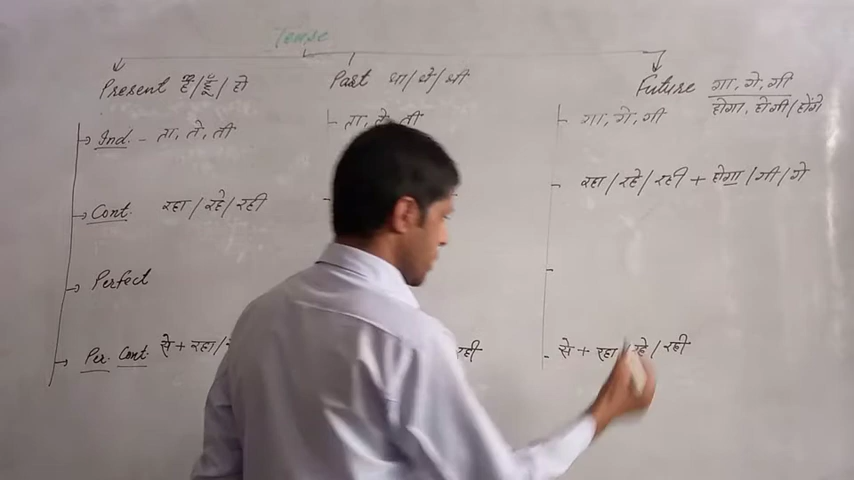 Tense
Present हैं/हूँ/हो
Past था/थे/थी
Future गा, गे, गी
होगा, होगी/होंगे
Ind. - ता, ते, ती
ता, ते, ती
गा, गे, गी
Cont. रहा/रहे/रही
रहा/रहे/रही + होगा/गी/गे
Perfect
Per. Cont. से + रहा/
रही
से + रहा/रहे/रही